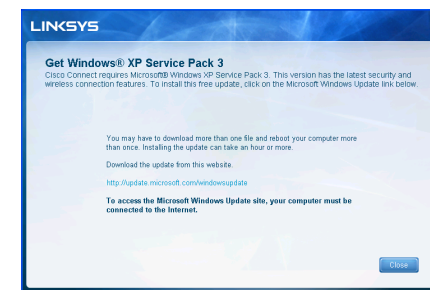 LINKSYS
Get Windows® XP Service Pack 3
Cisco Connect requires Microsoft® Windows XP Service Pack 3. This version has the latest security and
wireless connection features. To install this free update, click on the Microsoft Windows Update link below.
You may have to download more than one file and reboot your computer more
than once. Installing the update can take an hour or more.
Download the update from this website.
http://update.microsoft.com/windowsupdate
To access the Microsoft Windows Update site, your computer must be
connected to the Internet.
Close